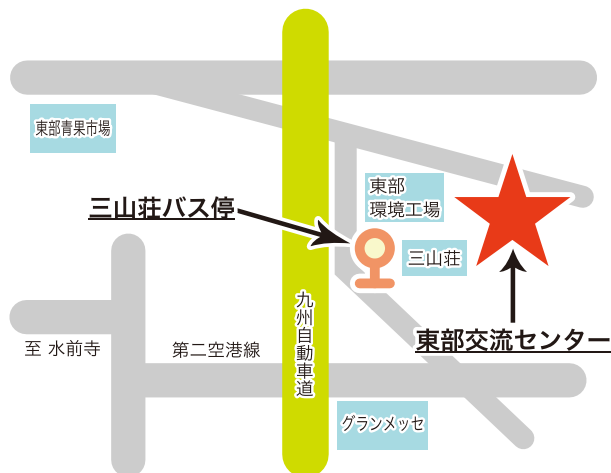 東部青果市場
東部
環境工場
三山荘バス停
三山荘
九州自動車道
東部交流センター
至 水前寺
第二空港線
グランメッセ